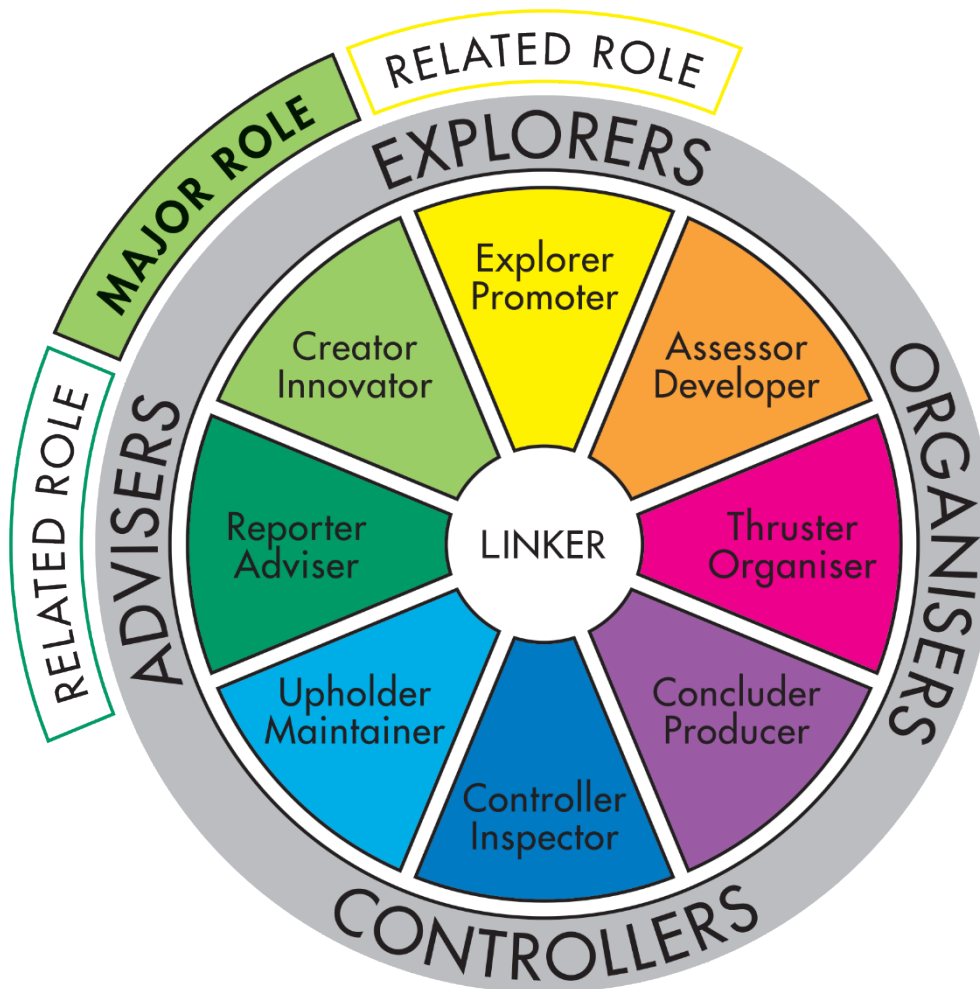 RELATED ROLE
MAJOR ROLE
RELATED ROLE
EXPLORERS
ORGANISERS
CONTROLLERS
ADVISERS
Explorer
Promoter
Assessor
Developer
Thruster
Organiser
Concluder
Producer
Controller
Inspector
Upholder
Maintainer
Reporter
Adviser
Creator
Innovator
LINKER